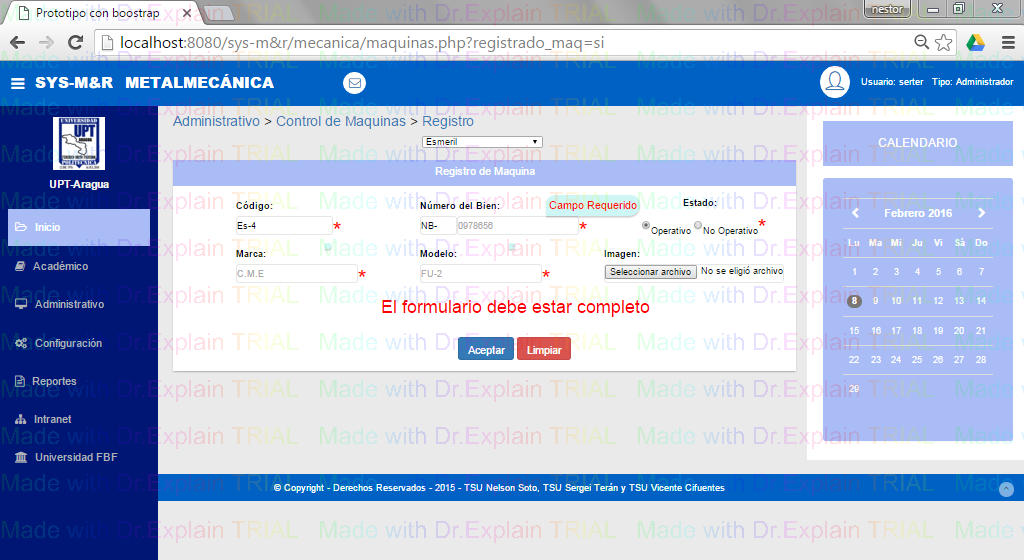 Prototipo con boostrap
nestor
localhost:8080/sys-m&r/mecanica/maquinas.php?registrado_maq=si
SYS-M&R METALMECÁNICA
Usuario: serter Tipo: Administrador
UNIVERSIDAD
UPT
ARAGUA
POLITECNICA
UPT-Aragua
Inicio
Académico
Administrativo
Configuración
Reportes
Intranet
Universidad FBF
Administrativo > Control de Maquinas > Registro
Esmeril
Registro de Maquina
Código:
Número del Bien:
Campo Requerido
Estado:
Es-4 *
NB- 0978656 *
Operativo No Operativo *
Marca:
Modelo:
Imagen:
C.M.E *
FU-2 *
Seleccionar archivo No se eligió archivo
El formulario debe estar completo
Aceptar Limpiar
CALENDARIO
Febrero 2016
Lu Ma Mi Ju Vi Sá Do
1 2 3 4 5 6 7
8 9 10 11 12 13 14
15 16 17 18 19 20 21
22 23 24 25 26 27 28
29
© Copyright - Derechos Reservados - 2015 - TSU Nelson Soto, TSU Sergei Terán y TSU Vicente Cifuentes
Made with Dr.Explain TRIAL